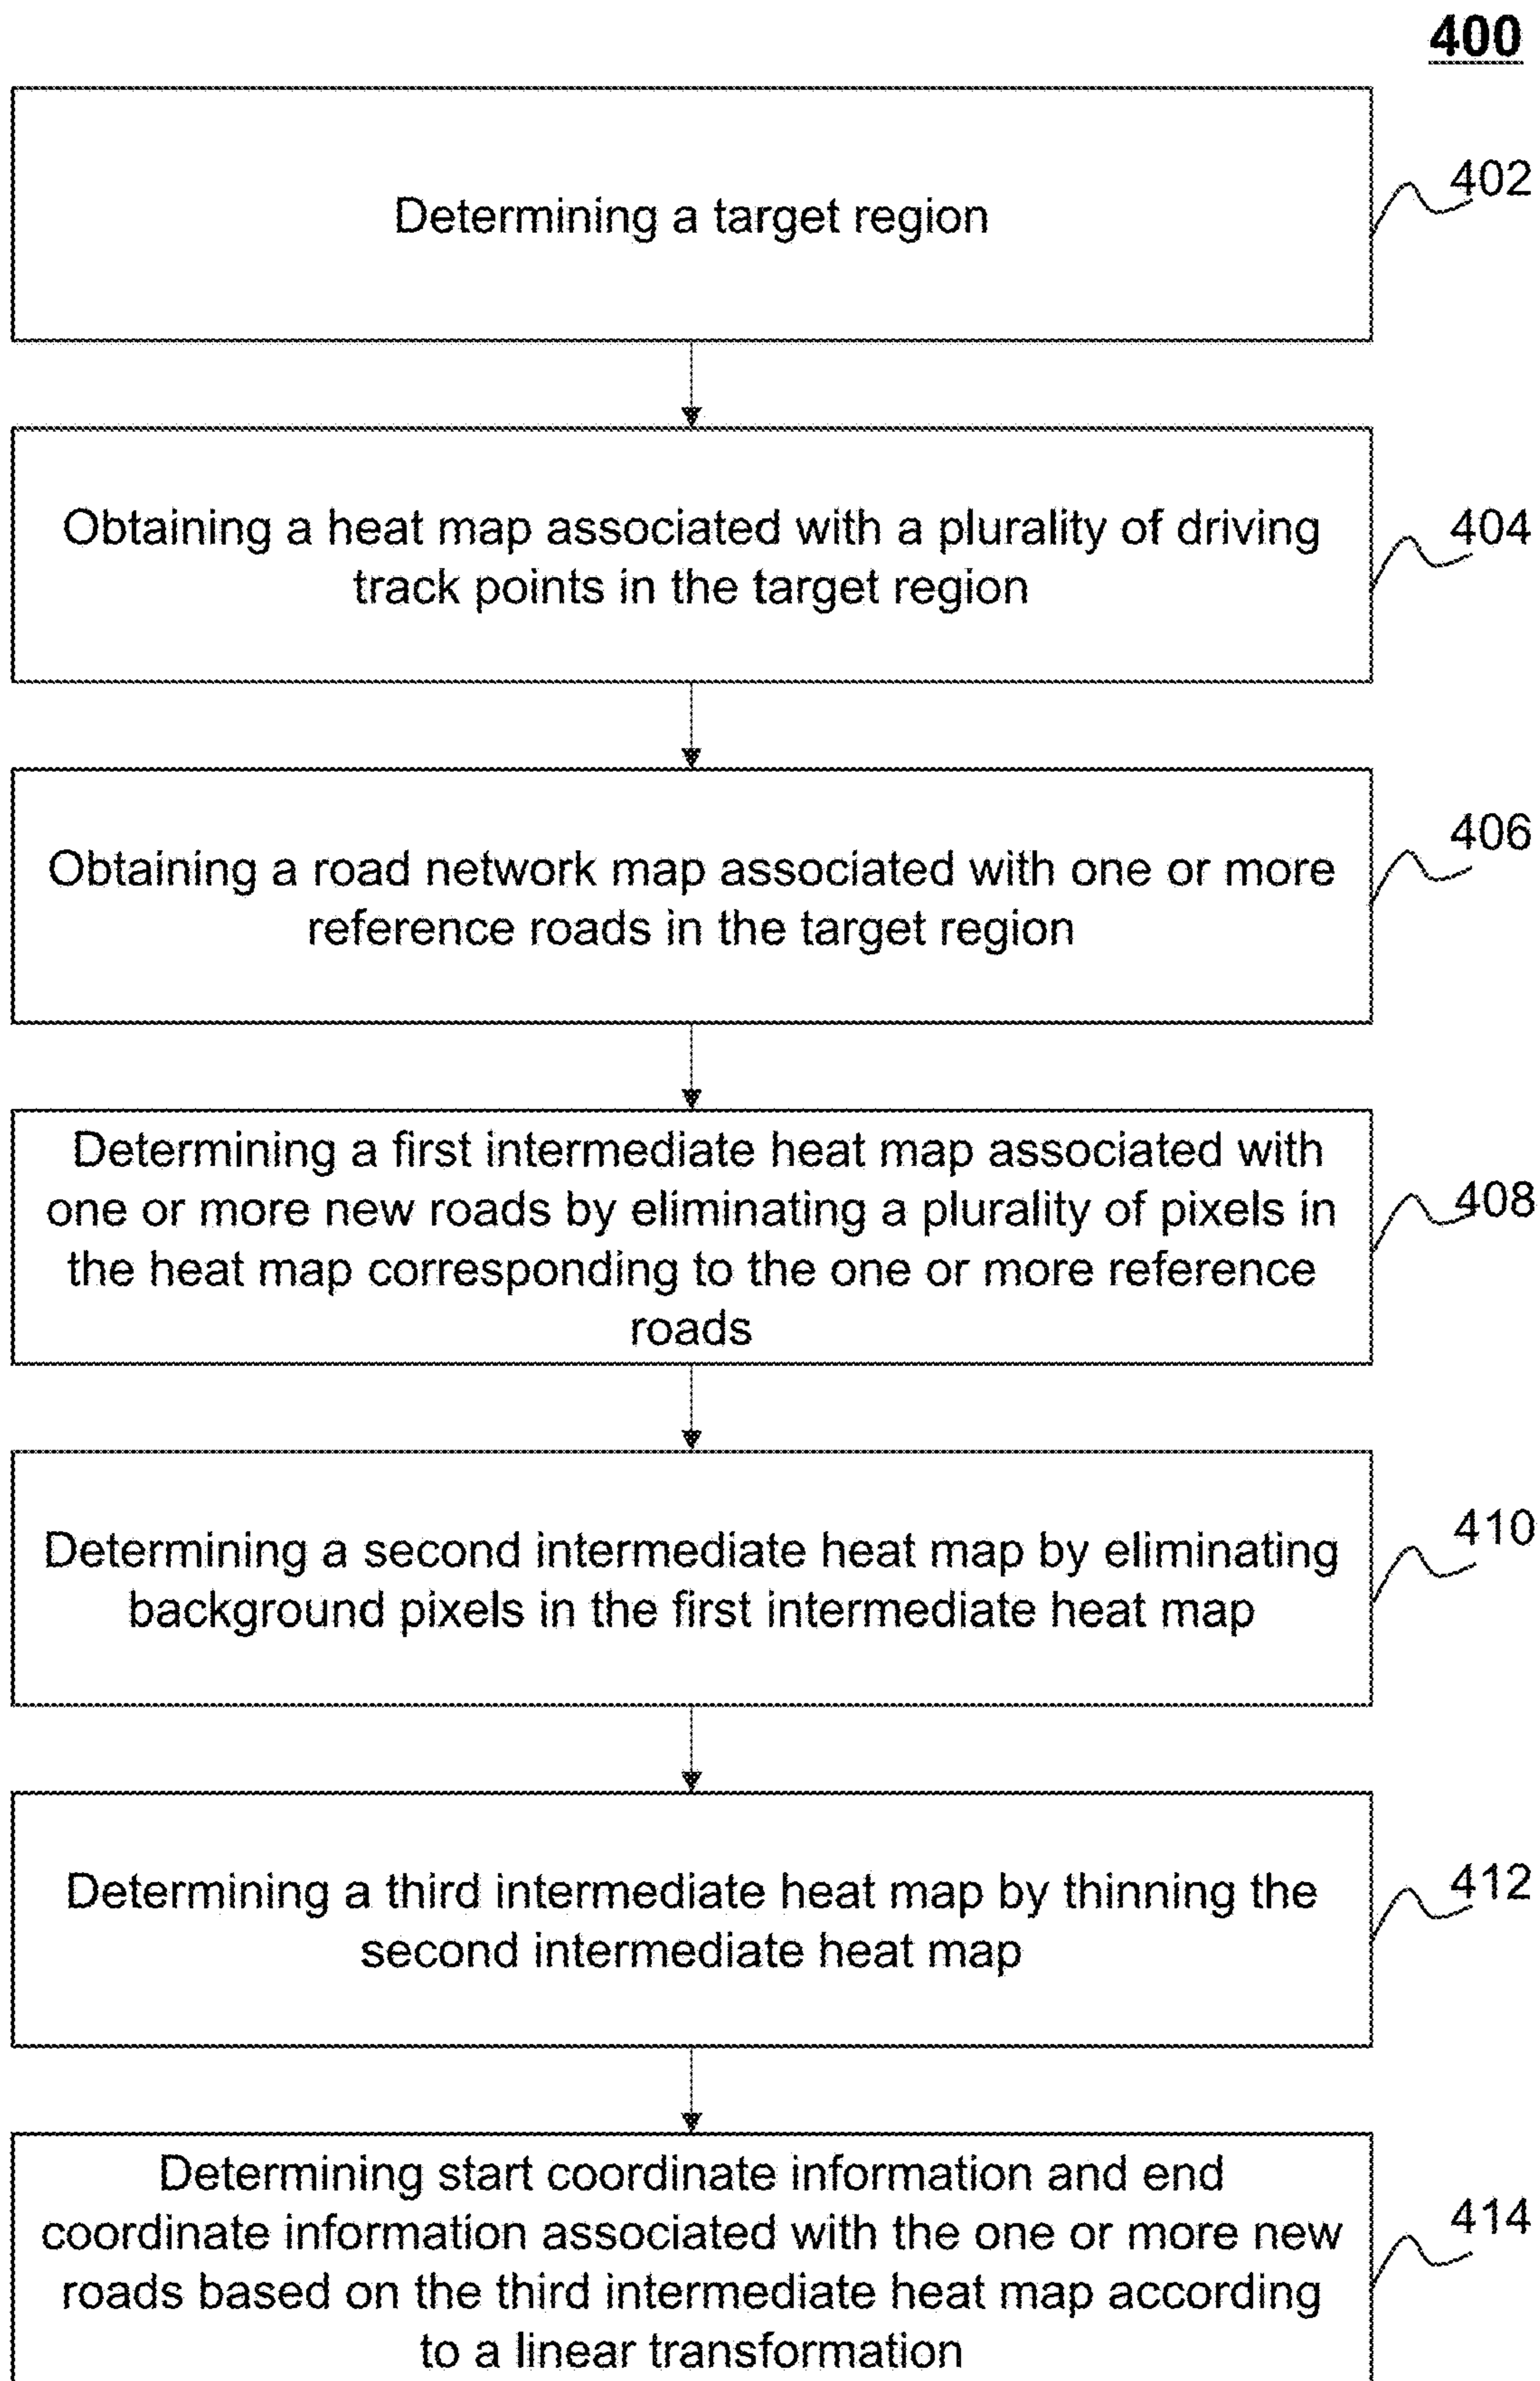 400
Determining a target region
402
Obtaining a heat map associated with a plurality of driving
track points in the target region
404
Obtaining a road network map associated with one or more
reference roads in the target region
406
Determining a first intermediate heat map associated with
one or more new roads by eliminating a plurality of pixels in
the heat map corresponding to the one or more reference
roads
408
Determining a second intermediate heat map by eliminating
background pixels in the first intermediate heat map
410
Determining a third intermediate heat map by thinning the
second intermediate heat map
412
Determining start coordinate information and end
coordinate information associated with the one or more new
roads based on the third intermediate heat map according
to a linear transformation
414